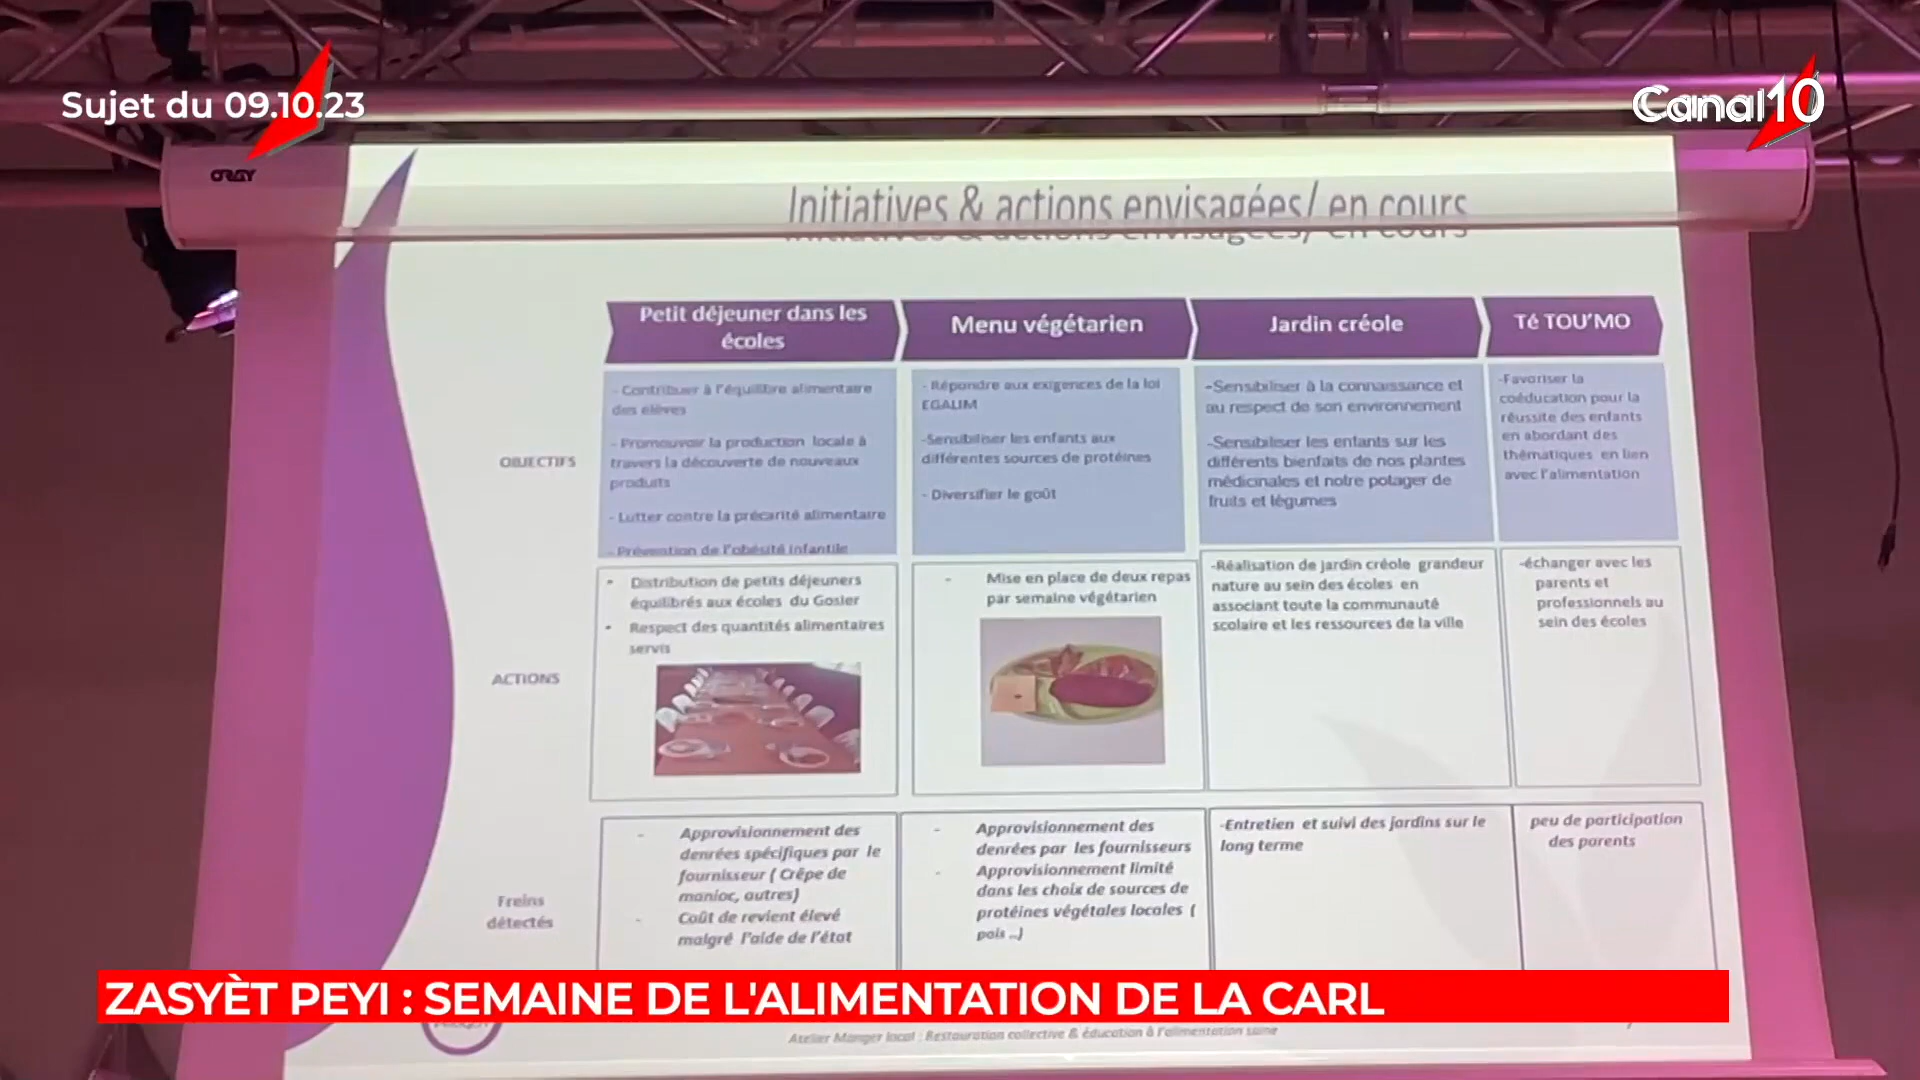 Sujet du 09.10.23
Canal10
ORAY
Initiatives & actions envisagées/ en cours
Petit déjeuner dans les
écoles
Menu végétarien
Jardin créole
Té TOU'MO
OBJECTIFS
- Contribuer à l'équilibre alimentaire
des élèves
- Promouvoir la production locale à
travers la découverte de nouveaux
produits
- Lutter contre la précarité alimentaire
- Prévention de l'obésité infantile
- Répondre aux exigences de la loi
EGALIM
-Sensibiliser les enfants aux
différentes sources de protéines
- Diversifier le goût
-Sensibiliser à la connaissance et
au respect de son environnement
-Sensibiliser les enfants sur les
différents bienfaits de nos plantes
médicinales et notre potager de
fruits et légumes
-Favoriser la
coéducation pour la
réussite des enfants
en abordant des
thématiques en lien
avec l'alimentation
ACTIONS
• Distribution de petits déjeuners
équilibrés aux écoles du Gosier
• Respect des quantités alimentaires
servis
- Mise en place de deux repas
par semaine végétarien
-Réalisation de jardin créole grandeur
nature au sein des écoles en
associant toute la communauté
scolaire et les ressources de la ville
-échanger avec les
parents et
professionnels au
sein des écoles
Freins
détectés
- Approvisionnement des
denrées spécifiques par le
fournisseur ( Crêpe de
manioc, autres)
- Coût de revient élevé
malgré l'aide de l'état
- Approvisionnement des
denrées par les fournisseurs
- Approvisionnement limité
dans les choix de sources de
protéines végétales locales (
pois ..)
-Entretien et suivi des jardins sur le
long terme
peu de participation
des parents
ZASYÈT PEYI : SEMAINE DE L'ALIMENTATION DE LA CARL
Atelier Manger local : Restauration collective & éducation à l'alimentation saine